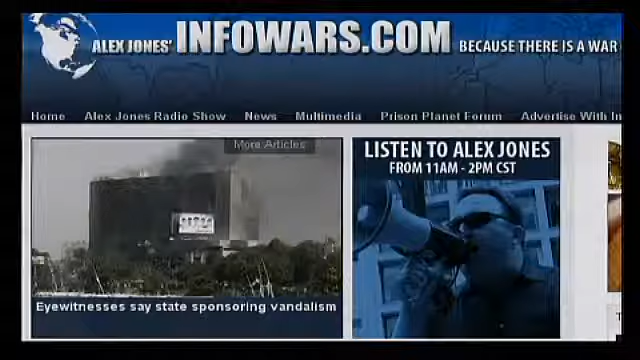 ALEX JONES' INFOWARS.COM BECAUSE THERE IS A WAR
Home Alex Jones Radio Show News Multimedia Prison Planet Forum Advertise With In
More Articles
LISTEN TO ALEX JONES
FROM 11AM - 2PM CST
Eyewitnesses say state sponsoring vandalism